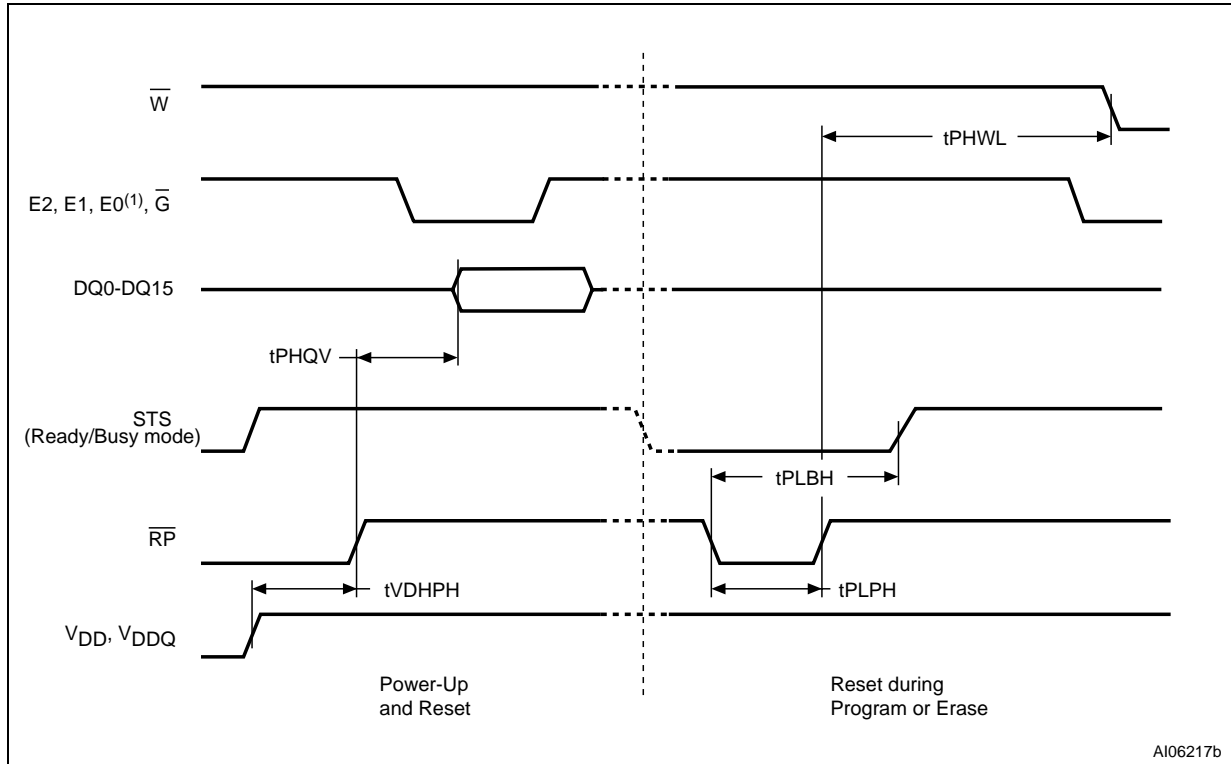 W̅
tPHWL
E2, E1, E0(1), G̅
DQ0-DQ15
tPHQV
STS
(Ready/Busy mode)
tPLBH
R̅P̅
tVDHPH
tPLPH
VDD, VDDQ
Power-Up
and Reset
Reset during
Program or Erase
AI06217b